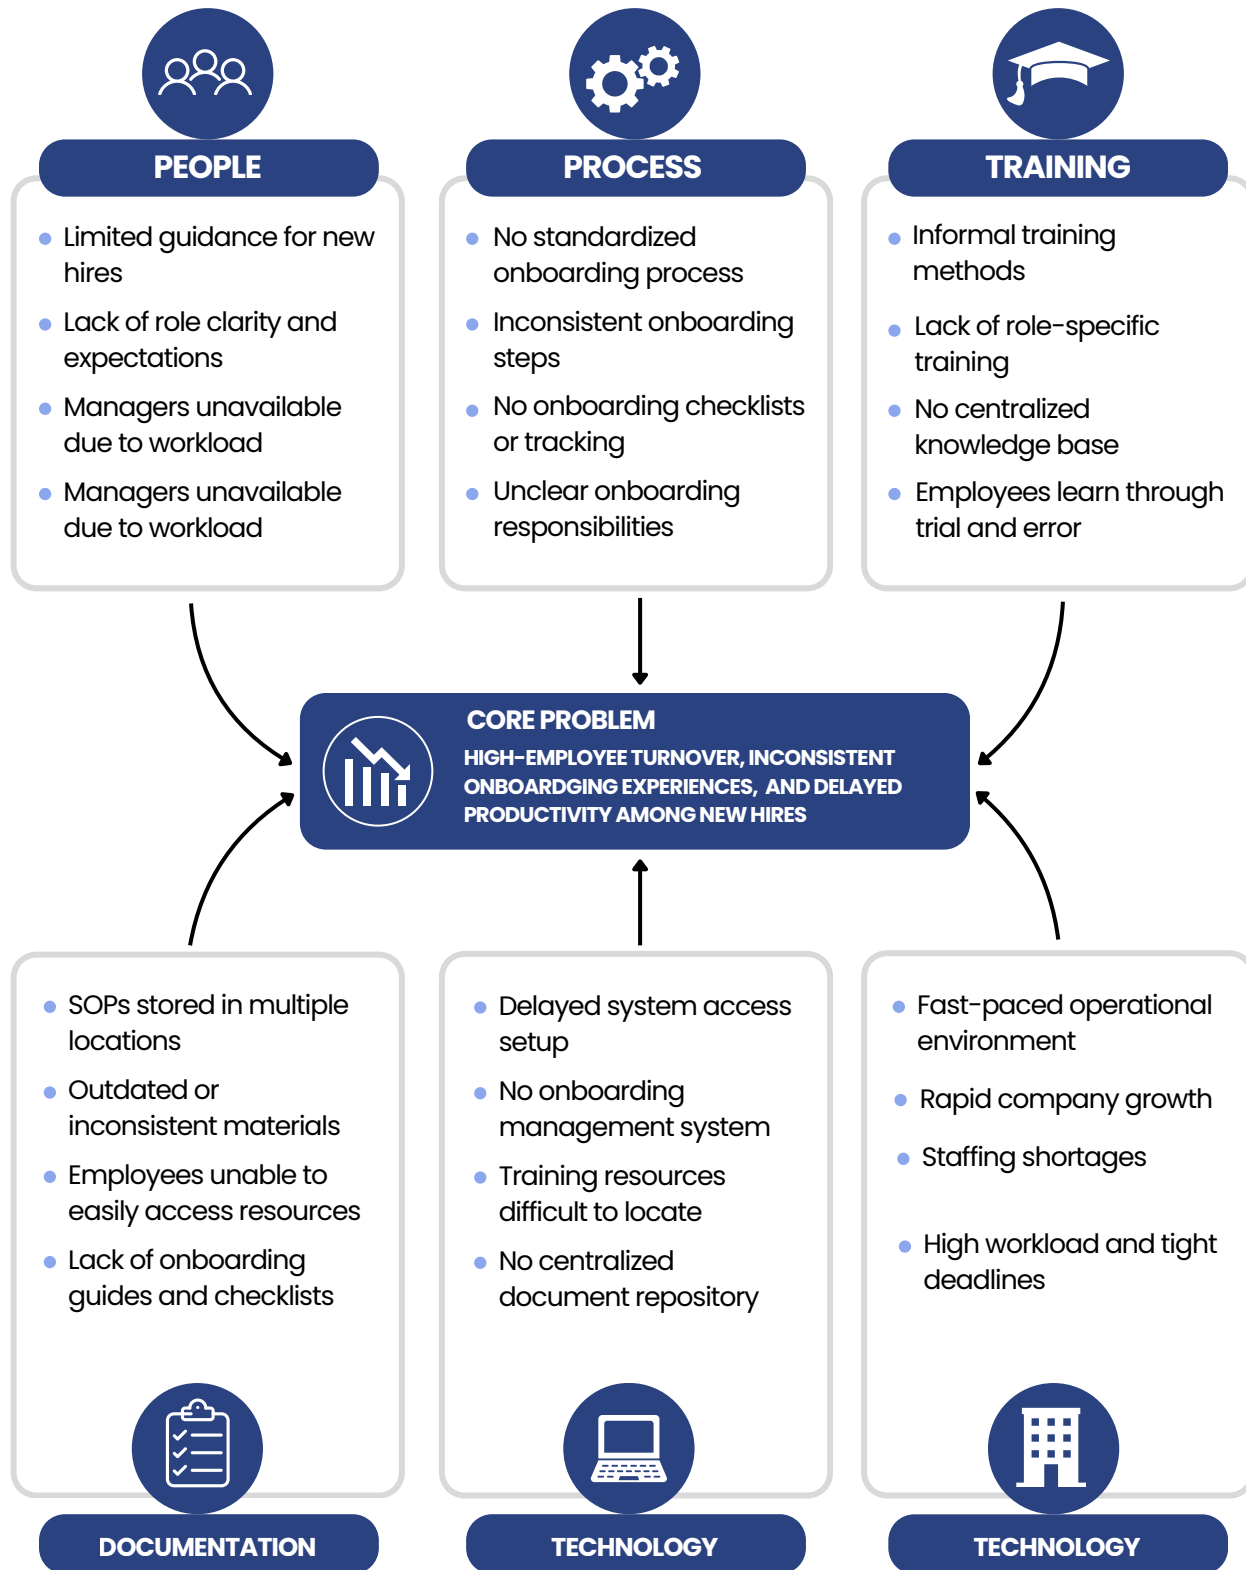 PEOPLE
Limited guidance for new
hires
Lack of role clarity and
expectations
Managers unavailable
due to workload
Managers unavailable
due to workload
PROCESS
No standardized
onboarding process
Inconsistent onboarding
steps
No onboarding checklists
or tracking
Unclear onboarding
responsibilities
TRAINING
Informal training
methods
Lack of role-specific
training
No centralized
knowledge base
Employees learn through
trial and error
CORE PROBLEM
HIGH-EMPLOYEE TURNOVER, INCONSISTENT
ONBOARDGING EXPERIENCES, AND DELAYED
PRODUCTIVITY AMONG NEW HIRES
SOPs stored in multiple
locations
Outdated or
inconsistent materials
Employees unable to
easily access resources
Lack of onboarding
guides and checklists
DOCUMENTATION
Delayed system access
setup
No onboarding
management system
Training resources
difficult to locate
No centralized
document repository
TECHNOLOGY
Fast-paced operational
environment
Rapid company growth
Staffing shortages
High workload and tight
deadlines
TECHNOLOGY